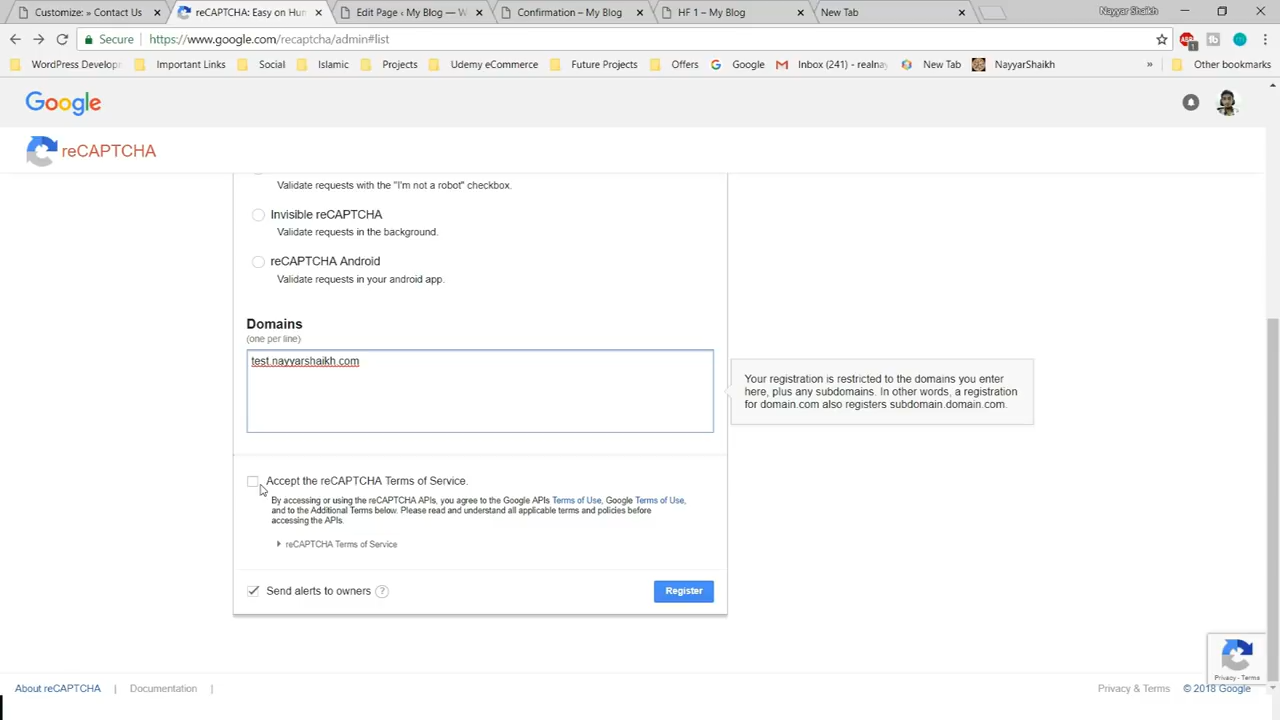 Customize: » Contact Us
reCAPTCHA: Easy on Hum
Edit Page ‹ My Blog — W
Confirmation – My Blog
HF 1 – My Blog
New Tab
Nayyar Shaikh
Secure
https://www.google.com/recaptcha/admin#list
ABP
1
WordPress Developm
Important Links
Social
Islamic
Projects
Udemy eCommerce
Future Projects
Offers
Google
Inbox (241) - realnay
New Tab
NayyarShaikh
»
Other bookmarks
Google
reCAPTCHA
Validate requests with the "I'm not a robot" checkbox.
Invisible reCAPTCHA
Validate requests in the background.
reCAPTCHA Android
Validate requests in your android app.
Domains
(one per line)
test.nayyarshaikh.com
Your registration is restricted to the domains you enter
here, plus any subdomains. In other words, a registration
for domain.com also registers subdomain.domain.com.
Accept the reCAPTCHA Terms of Service.
By accessing or using the reCAPTCHA APIs, you agree to the Google APIs Terms of Use, Google Terms of Use,
and to the Additional Terms below. Please read and understand all applicable terms and policies before
accessing the APIs.
reCAPTCHA Terms of Service
Send alerts to owners ?
Register
Privacy - Terms
About reCAPTCHA | Documentation |
Privacy & Terms © 2018 Google